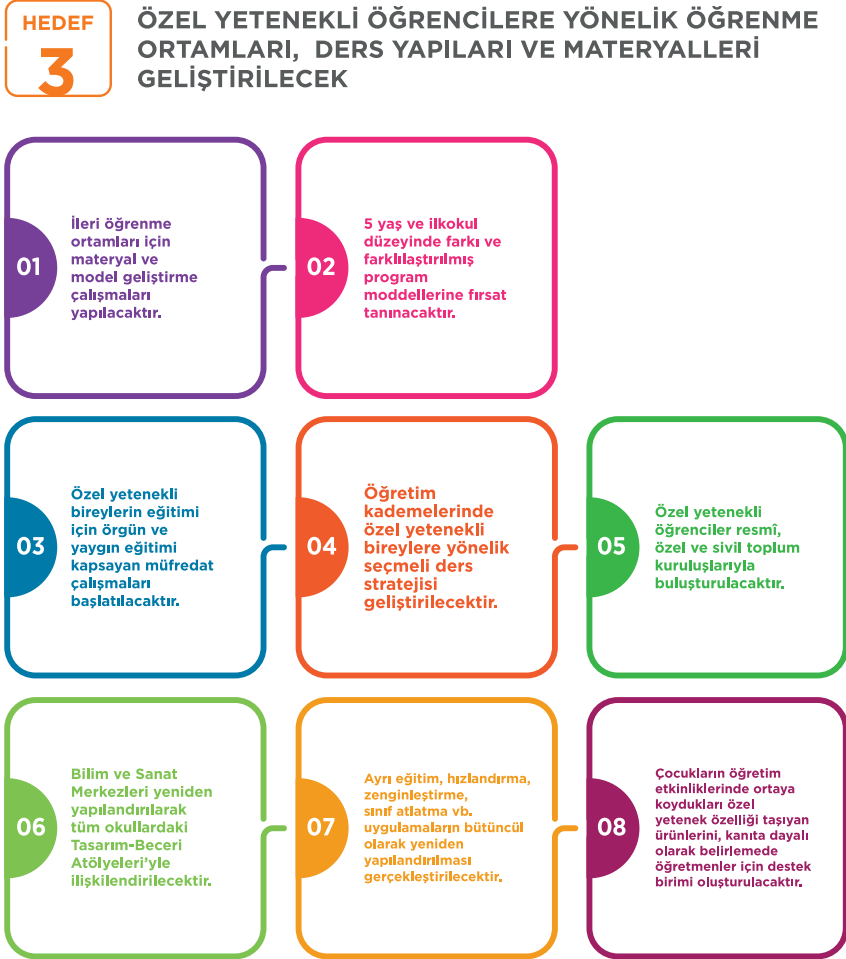 HEDEF
3
ÖZEL YETENEKLİ ÖĞRENCİLERE YÖNELİK ÖĞRENME
ORTAMLARI, DERS YAPILARI VE MATERYALLERİ
GELİŞTİRİLECEK
01
İleri öğrenme
ortamları için
materyal ve
model geliştirme
çalışmaları
yapılacaktır.
02
5 yaş ve ilkokul
düzeyinde farkı ve
farklılaştırılmış
program
moddellerine fırsat
tanınacaktır.
03
Özel yetenekli
bireylerin eğitimi
için örgün ve
yaygın eğitimi
kapsayan müfredat
çalışmaları
başlatılacaktır.
04
Öğretim
kademelerinde
özel yetenekli
bireylere yönelik
seçmeli ders
stratejisi
geliştirilecektir.
05
Özel yetenekli
öğrenciler resmî,
özel ve sivil toplum
kuruluşlarıyla
buluşturulacaktır.
06
Bilim ve Sanat
Merkezleri yeniden
yapılandırılarak
tüm okullardaki
Tasarım-Beceri
Atölyeleri'yle
ilişkilendirilecektir.
07
Ayrı eğitim, hızlandırma,
zenginleştirme,
sınıf atlatma vb.
uygulamaların bütüncül
olarak yeniden
yapılandırılması
gerçekleştirilecektir.
08
Çocukların öğretim
etkinliklerinde ortaya
koydukları özel
yetenek özelliği taşıyan
ürünlerini, kanıta dayalı
olarak belirlemede
öğretmenler için destek
birimi oluşturulacaktır.